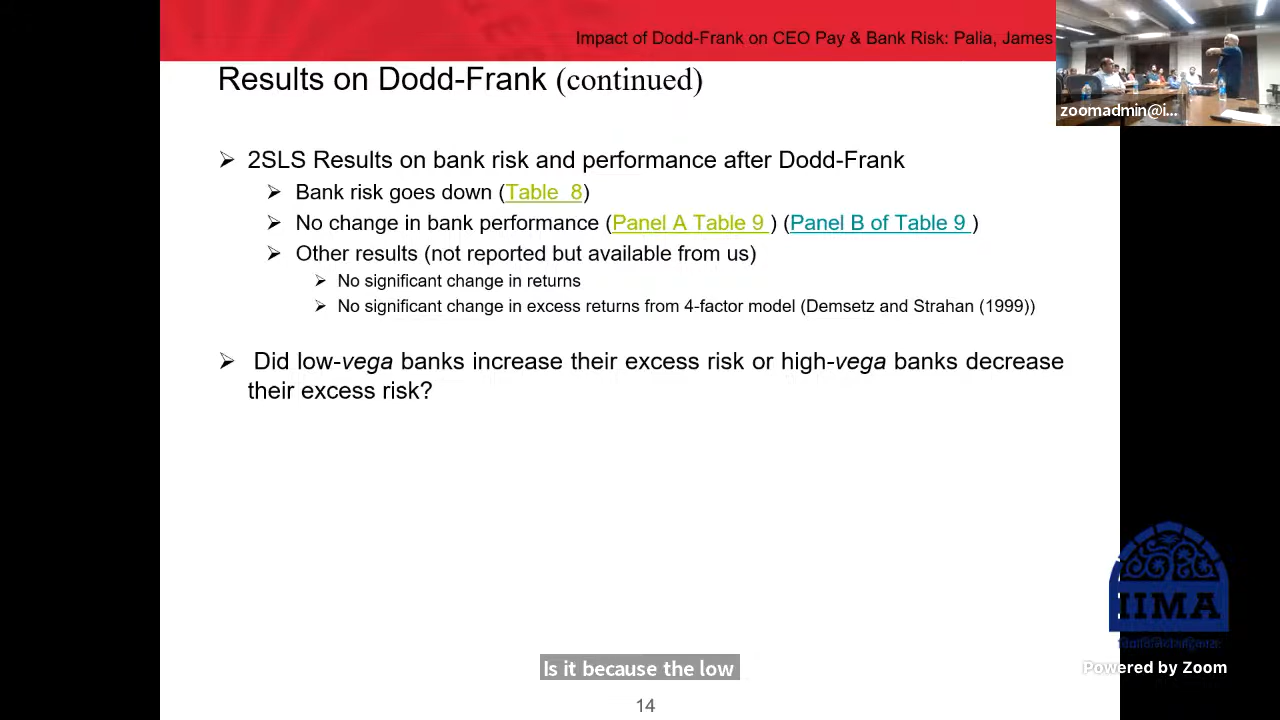 Impact of Dodd-Frank on CEO Pay & Bank Risk: Palia, James
zoomadmin@i...
Results on Dodd-Frank (continued)
➢ 2SLS Results on bank risk and performance after Dodd-Frank
➢ Bank risk goes down (Table 8)
➢ No change in bank performance (Panel A Table 9 ) (Panel B of Table 9 )
➢ Other results (not reported but available from us)
➢ No significant change in returns
➢ No significant change in excess returns from 4-factor model (Demsetz and Strahan (1999))
➢ Did low-vega banks increase their excess risk or high-vega banks decrease
their excess risk?
IIMA
Is it because the low
Powered by Zoom
14